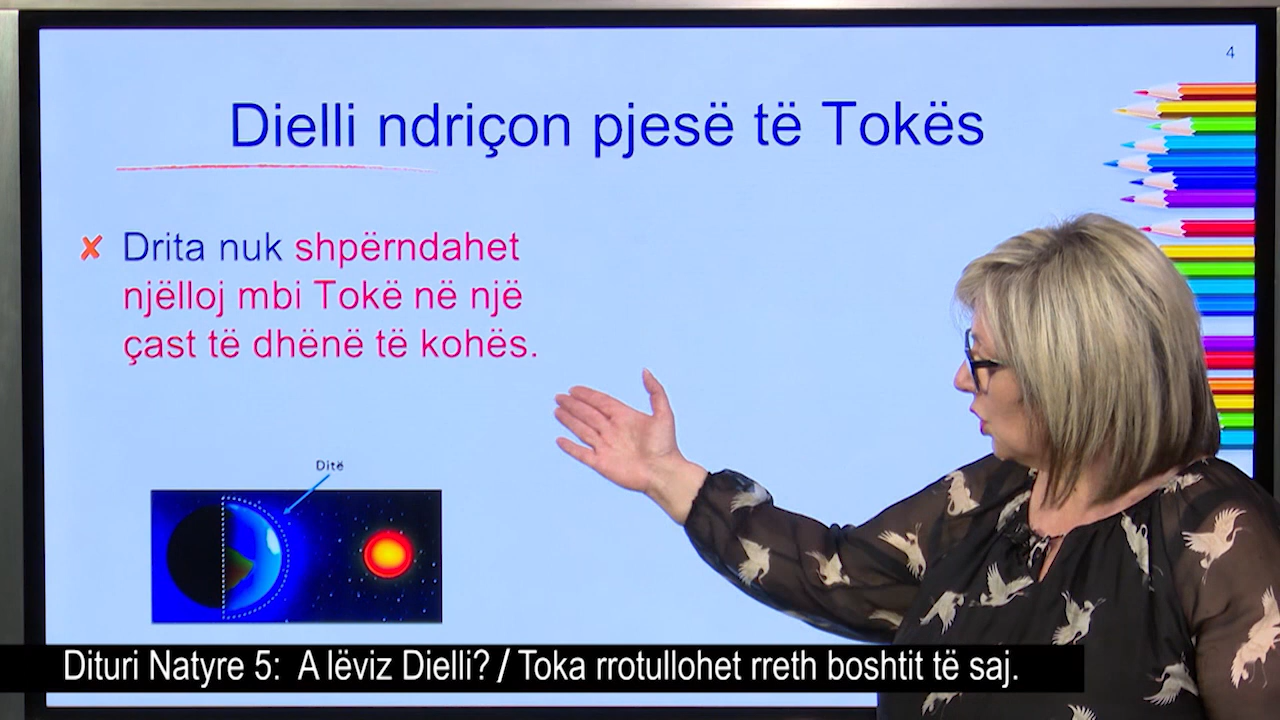 4
Dielli ndriçon pjesë të Tokës
✘ Drita nuk shpërndahet
njëlloj mbi Tokë në një
çast të dhënë të kohës.
Ditë
Dituri Natyre 5: A lëviz Dielli? / Toka rrotullohet rreth boshtit të saj.